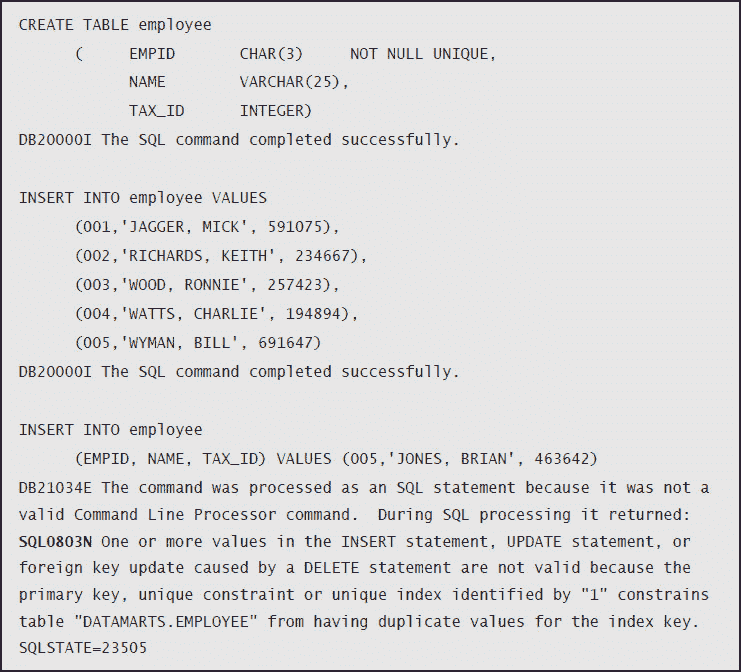 CREATE TABLE employee
( EMPID CHAR(3) NOT NULL UNIQUE,
NAME VARCHAR(25),
TAX_ID INTEGER)
DB20000I The SQL command completed successfully.
INSERT INTO employee VALUES
(001,'JAGGER, MICK', 591075),
(002,'RICHARDS, KEITH', 234667),
(003,'WOOD, RONNIE', 257423),
(004,'WATTS, CHARLIE', 194894),
(005,'WYMAN, BILL', 691647)
DB20000I The SQL command completed successfully.
INSERT INTO employee
(EMPID, NAME, TAX_ID) VALUES (005,'JONES, BRIAN', 463642)
DB21034E The command was processed as an SQL statement because it was not a
valid Command Line Processor command.  During SQL processing it returned:
SQL0803N One or more values in the INSERT statement, UPDATE statement, or
foreign key update caused by a DELETE statement are not valid because the
primary key, unique constraint or unique index identified by "1" constrains
table "DATAMARTS.EMPLOYEE" from having duplicate values for the index key.
SQLSTATE=23505